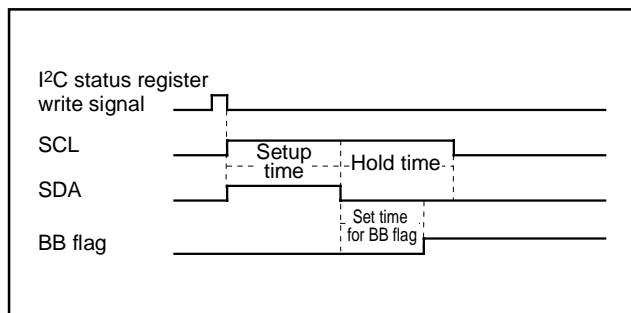 I²C status register
write signal
SCL
Setup
time
Hold time
SDA
Set time
for BB flag
BB flag